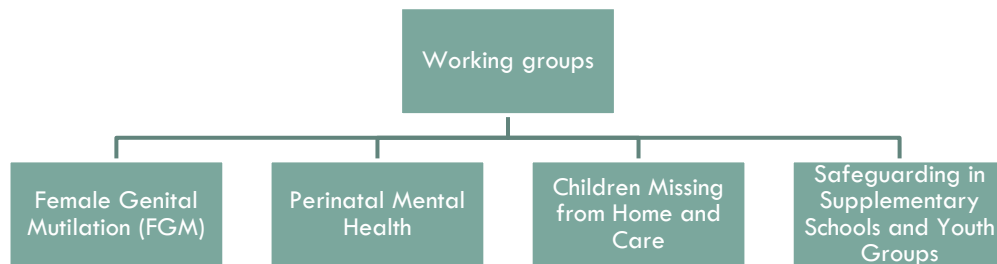 Working groups
Female Genital
Mutilation (FGM)
Perinatal Mental
Health
Children Missing
from Home and
Care
Safeguarding in
Supplementary
Schools and Youth
Groups